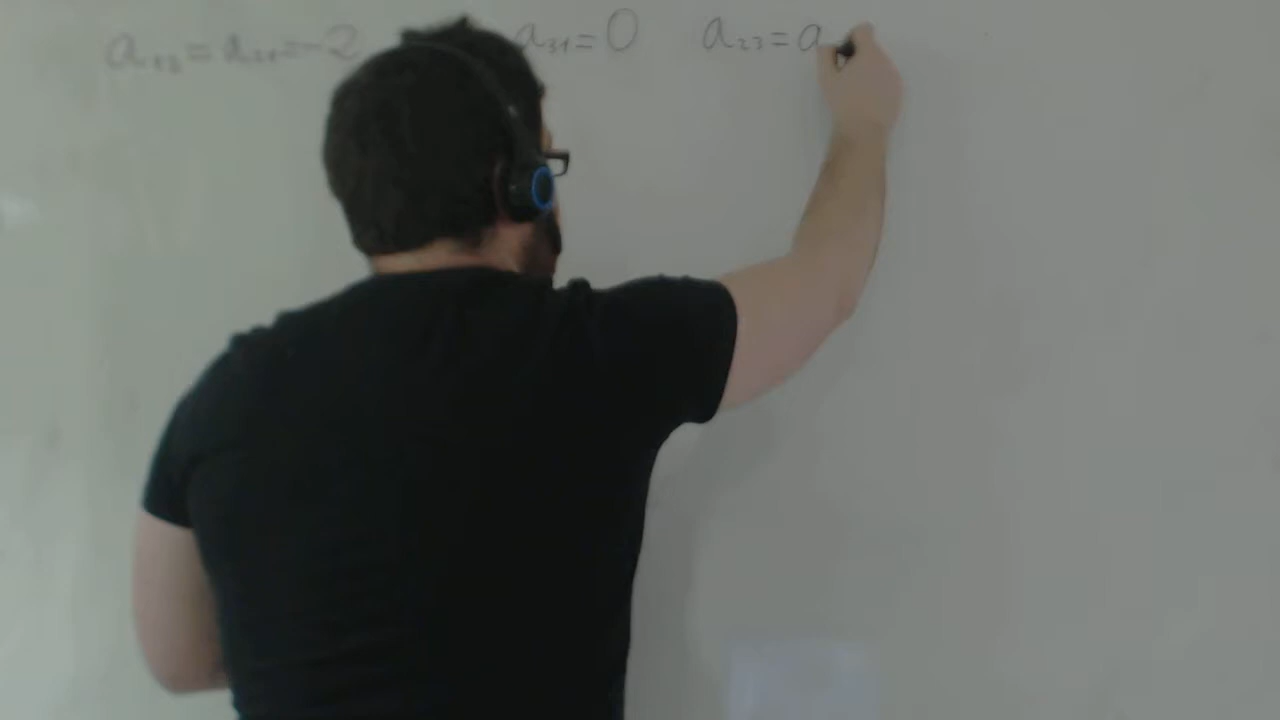 a₁₂ = a₂₁ = -2 a₃₁ = 0 a₂₃ = a